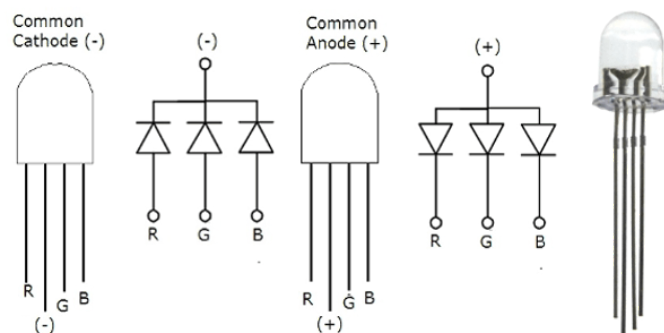 Common
Cathode (-)
(-)
R
G
B
R
(-)
G
B
Common
Anode (+)
(+)
R
G
B
R
(+)
G
B